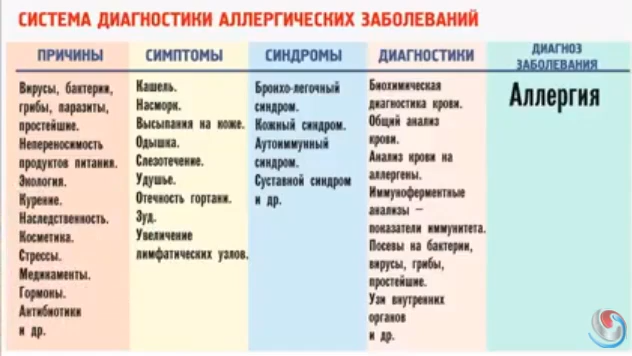 СИСТЕМА ДИАГНОСТИКИ АЛЛЕРГИЧЕСКИХ ЗАБОЛЕВАНИЙ
ПРИЧИНЫ
Вирусы, бактерии,
грибы, паразиты,
простейшие.
Непереносимость
продуктов питания.
Экология.
Курение.
Наследственность.
Косметика.
Стрессы.
Медикаменты.
Гормоны.
Антибиотики
и др.
СИМПТОМЫ
Кашель.
Насморк.
Высыпания на коже.
Одышка.
Слезотечение.
Удушье.
Отечность гортани.
Зуд.
Увеличение
лимфатических узлов.
СИНДРОМЫ
Бронхо-легочный
синдром.
Кожный синдром.
Аутоиммунный
синдром.
Суставной синдром
и др.
ДИАГНОСТИКИ
Биохимическая
диагностика крови.
Общий анализ
крови.
Анализ крови на
аллергены.
Иммуноферментные
анализы –
показатели иммунитета.
Посевы на бактерии,
вирусы, грибы,
простейшие.
Узи внутренних
органов
и др.
ДИАГНОЗ
ЗАБОЛЕВАНИЯ
Аллергия